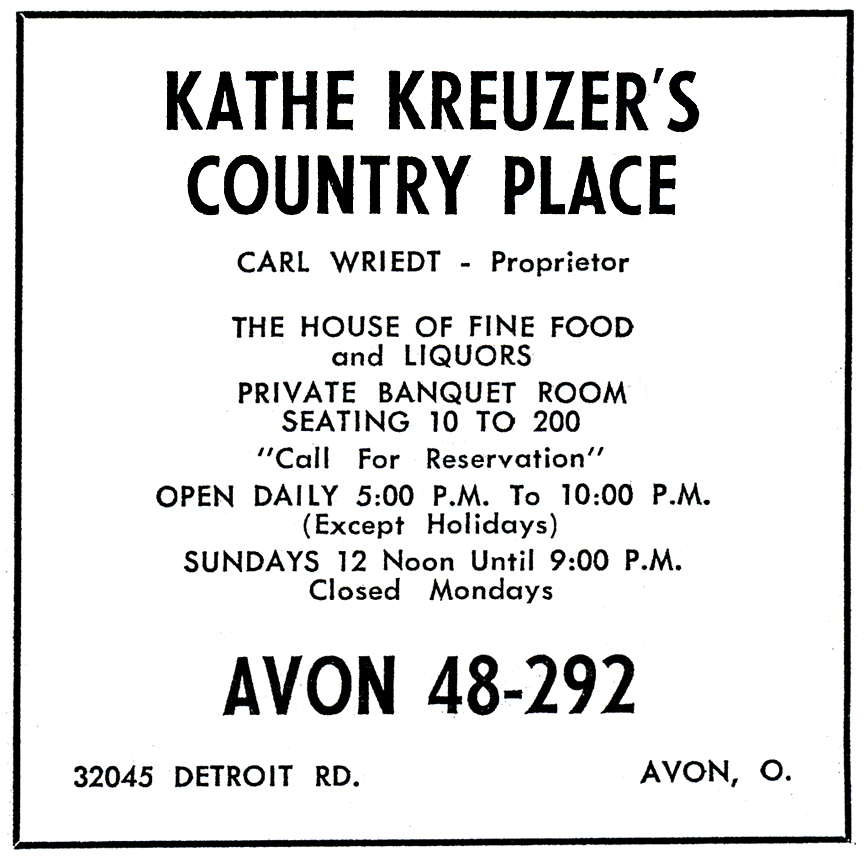 KATHE KREUZER'S
COUNTRY PLACE
CARL WRIEDT - Proprietor
THE HOUSE OF FINE FOOD
and LIQUORS
PRIVATE BANQUET ROOM
SEATING 10 TO 200
"Call For Reservation"
OPEN DAILY 5:00 P.M. To 10:00 P.M.
(Except Holidays)
SUNDAYS 12 Noon Until 9:00 P.M.
Closed Mondays
AVON 48-292
32045 DETROIT RD. AVON, O.